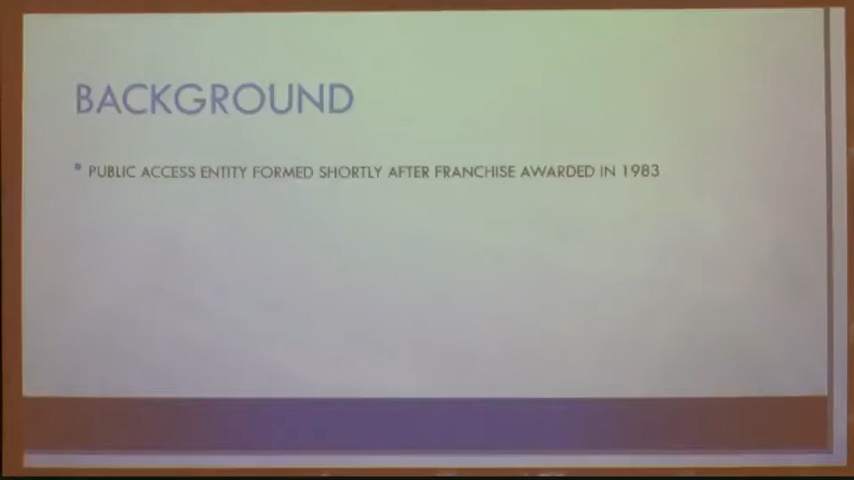 BACKGROUND
• PUBLIC ACCESS ENTITY FORMED SHORTLY AFTER FRANCHISE AWARDED IN 1983